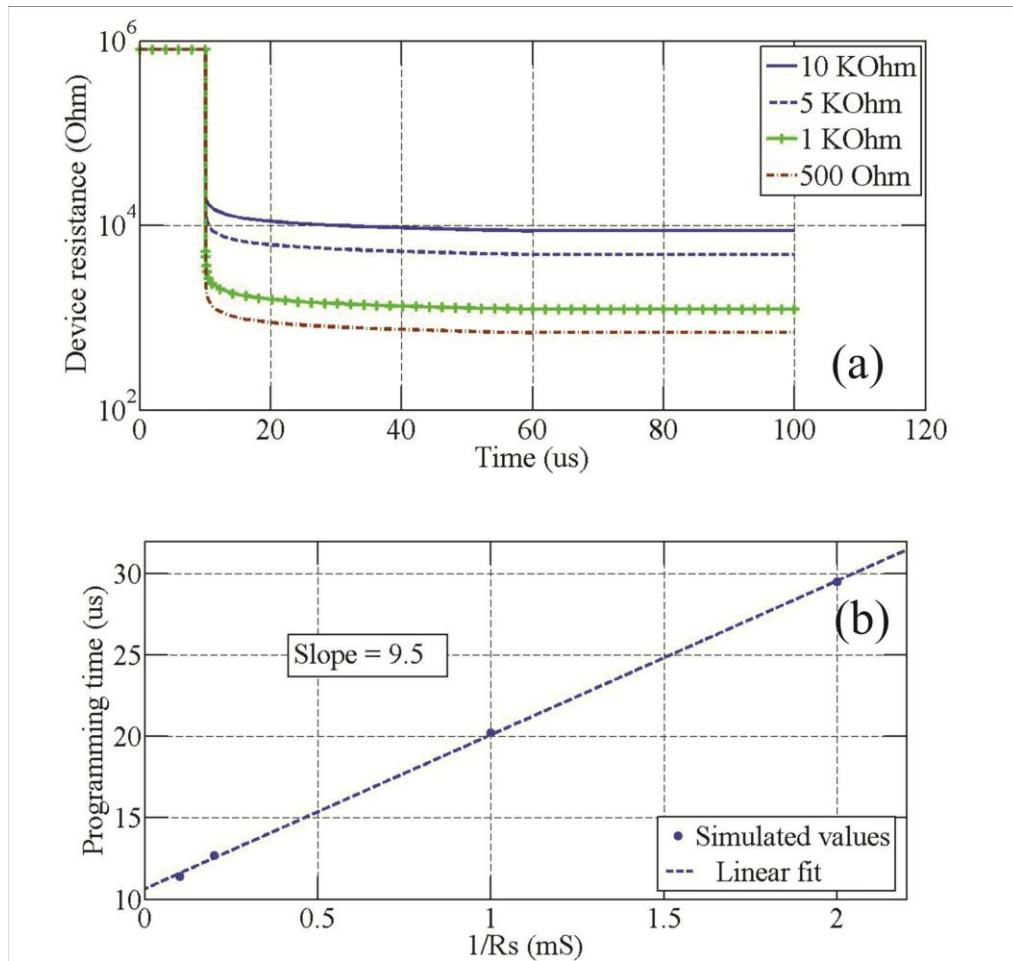 10^6
10^4
10^2
Device resistance (Ohm)
10 KOhm
5 KOhm
1 KOhm
500 Ohm
(a)
0 20 40 60 80 100 120
Time (us)
30
25
20
15
10
Programming time (us)
Slope = 9.5
(b)
Simulated values
Linear fit
0 0.5 1 1.5 2
1/Rs (mS)